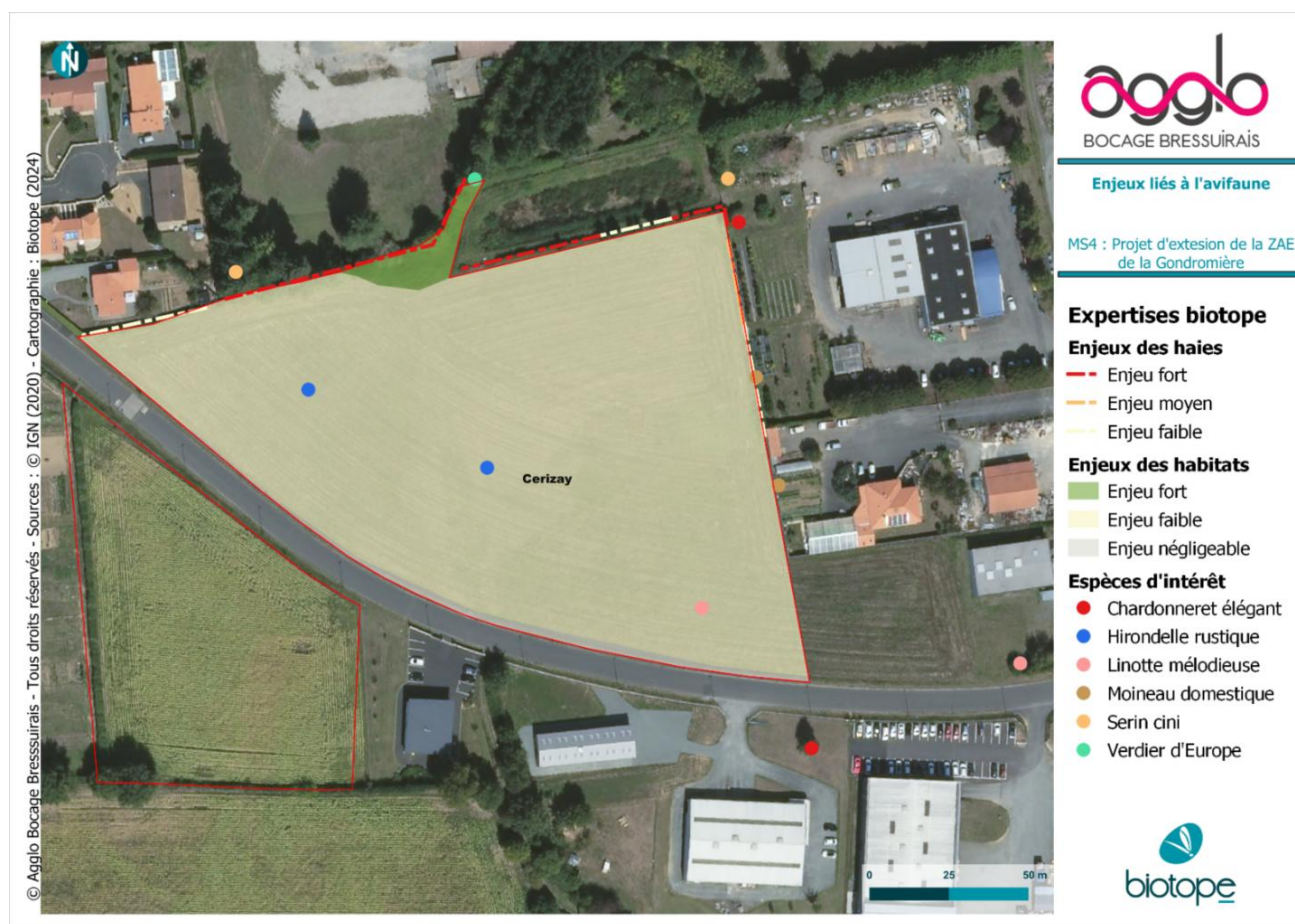 N
© Agglo Bocage Bressuirais - Tous droits réservés - Sources : © IGN (2020) - Cartographie : Biotope (2024)
Cerizay
0 25 50 m
agglo
BOCAGE BRESSUIRAIS
Enjeux liés à l'avifaune
MS4 : Projet d'extesion de la ZAE
de la Gondromière
Expertises biotope
Enjeux des haies
Enjeu fort
Enjeu moyen
Enjeu faible
Enjeux des habitats
Enjeu fort
Enjeu faible
Enjeu négligeable
Espèces d'intérêt
Chardonneret élégant
Hirondelle rustique
Linotte mélodieuse
Moineau domestique
Serin cini
Verdier d'Europe
biotope